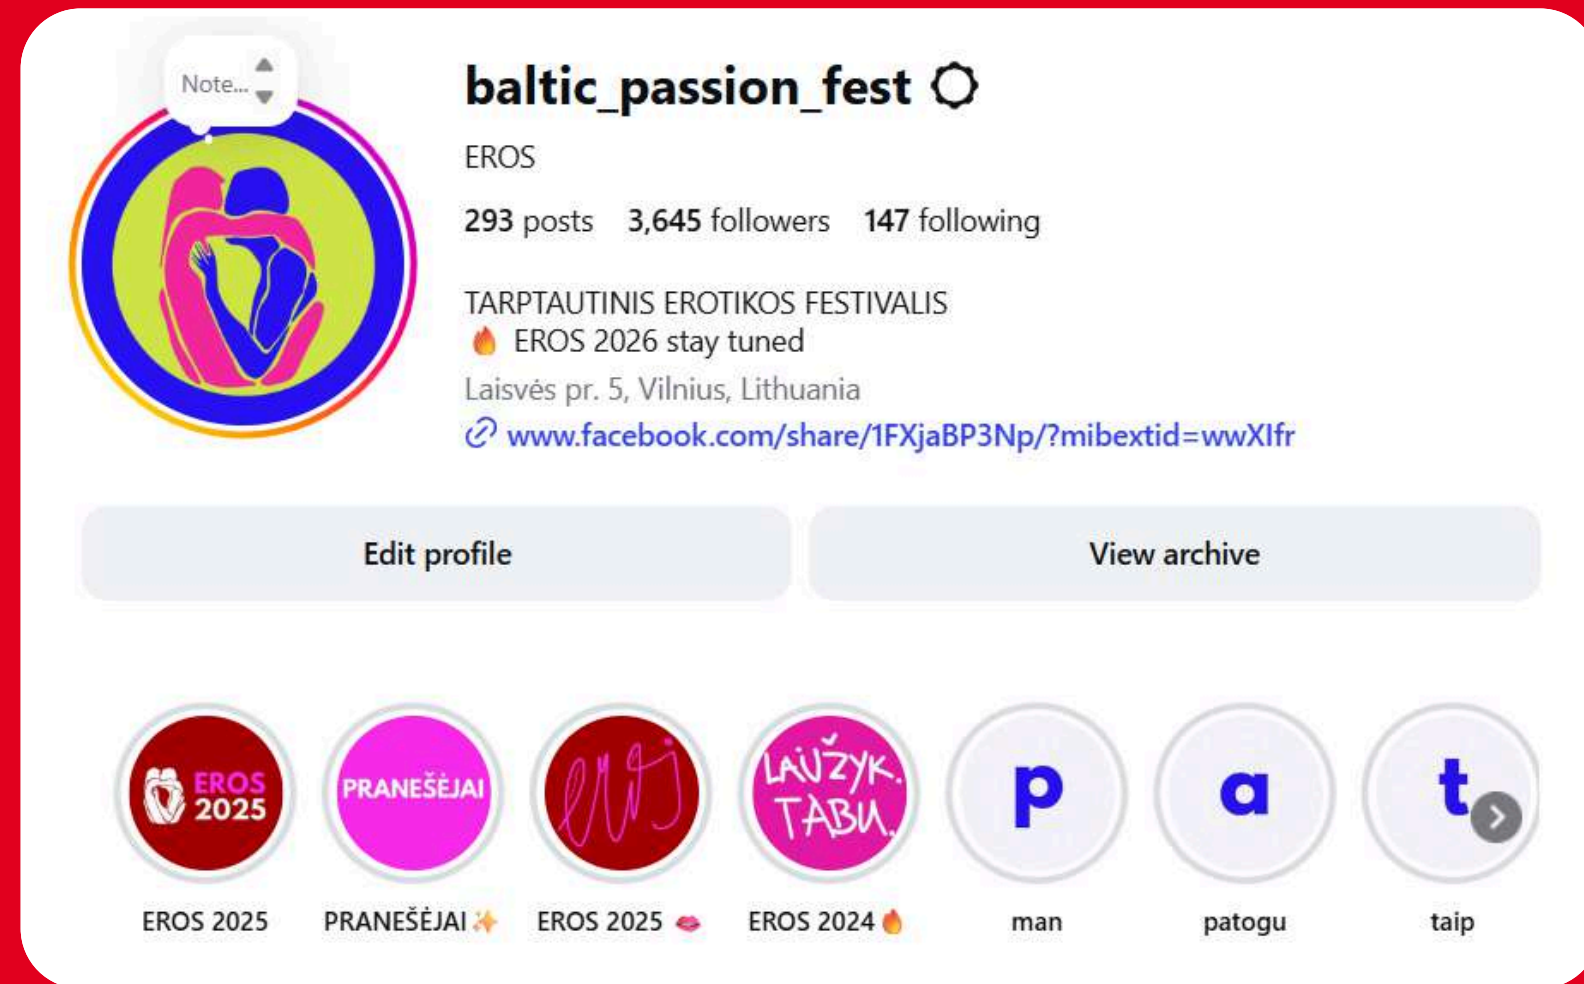 Note...
baltic_passion_fest
EROS
293 posts 3,645 followers 147 following
TARPTAUTINIS EROTIKOS FESTIVALIS
🔥 EROS 2026 stay tuned
Laisvės pr. 5, Vilnius, Lithuania
www.facebook.com/share/1FXjaBP3Np/?mibextid=wwXIfr
Edit profile View archive
EROS
2025
PRANEŠĖJAI
eros
LAUŽYK.
TABU.
p
a
t
EROS 2025 PRANEŠĖJAI✨ EROS 2025 🫦 EROS 2024🔥 man patogu taip